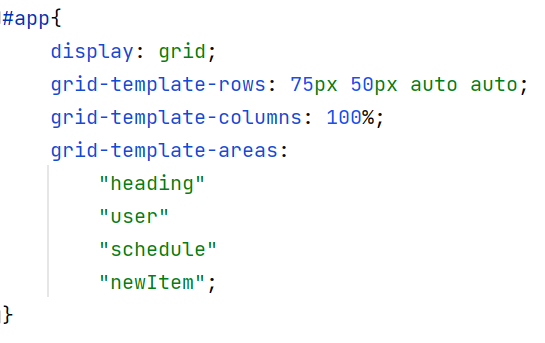 #app{
display: grid;
grid-template-rows: 75px 50px auto auto;
grid-template-columns: 100%;
grid-template-areas:
"heading"
"user"
"schedule"
"newItem";
}